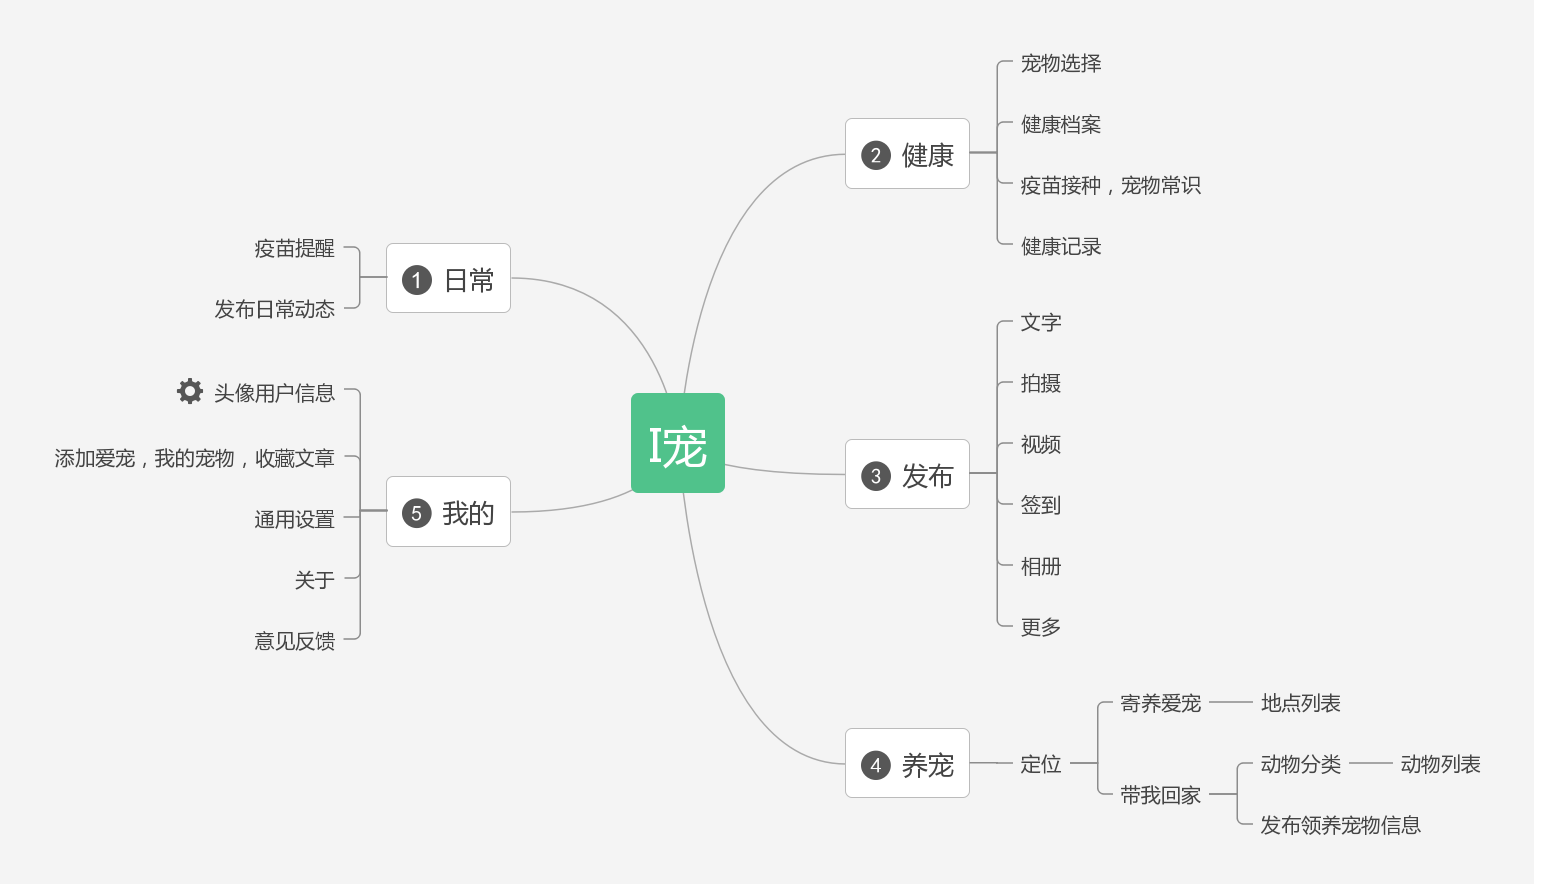 I宠
1 日常
疫苗提醒
发布日常动态
2 健康
宠物选择
健康档案
疫苗接种，宠物常识
健康记录
3 发布
文字
拍摄
视频
签到
相册
更多
4 养宠
定位
寄养爱宠
地点列表
带我回家
动物分类
动物列表
发布领养宠物信息
5 我的
头像用户信息
添加爱宠，我的宠物，收藏文章
通用设置
关于
意见反馈